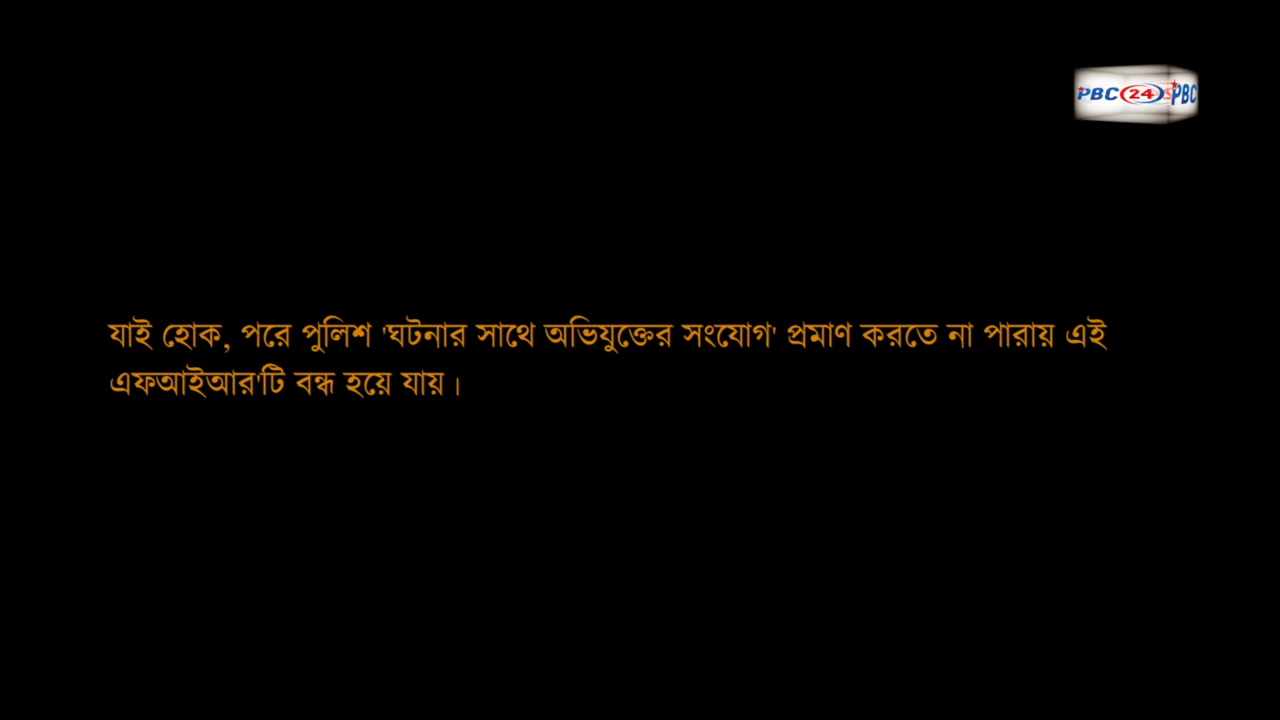 PBC 24 PBC
যাই হোক, পরে পুলিশ 'ঘটনার সাথে অভিযুক্তের সংযোগ' প্রমাণ করতে না পারায় এই
এফআইআর'টি বন্ধ হয়ে যায়।